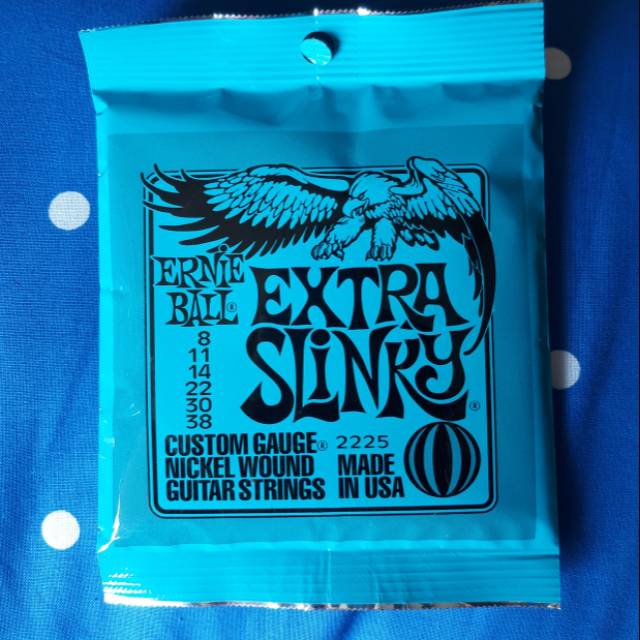 ERNIE
BALL®
EXTRA
SLINKY®
8
11
14
22
30
38
CUSTOM GAUGE® 2225
NICKEL WOUND
GUITAR STRINGS
MADE
IN USA